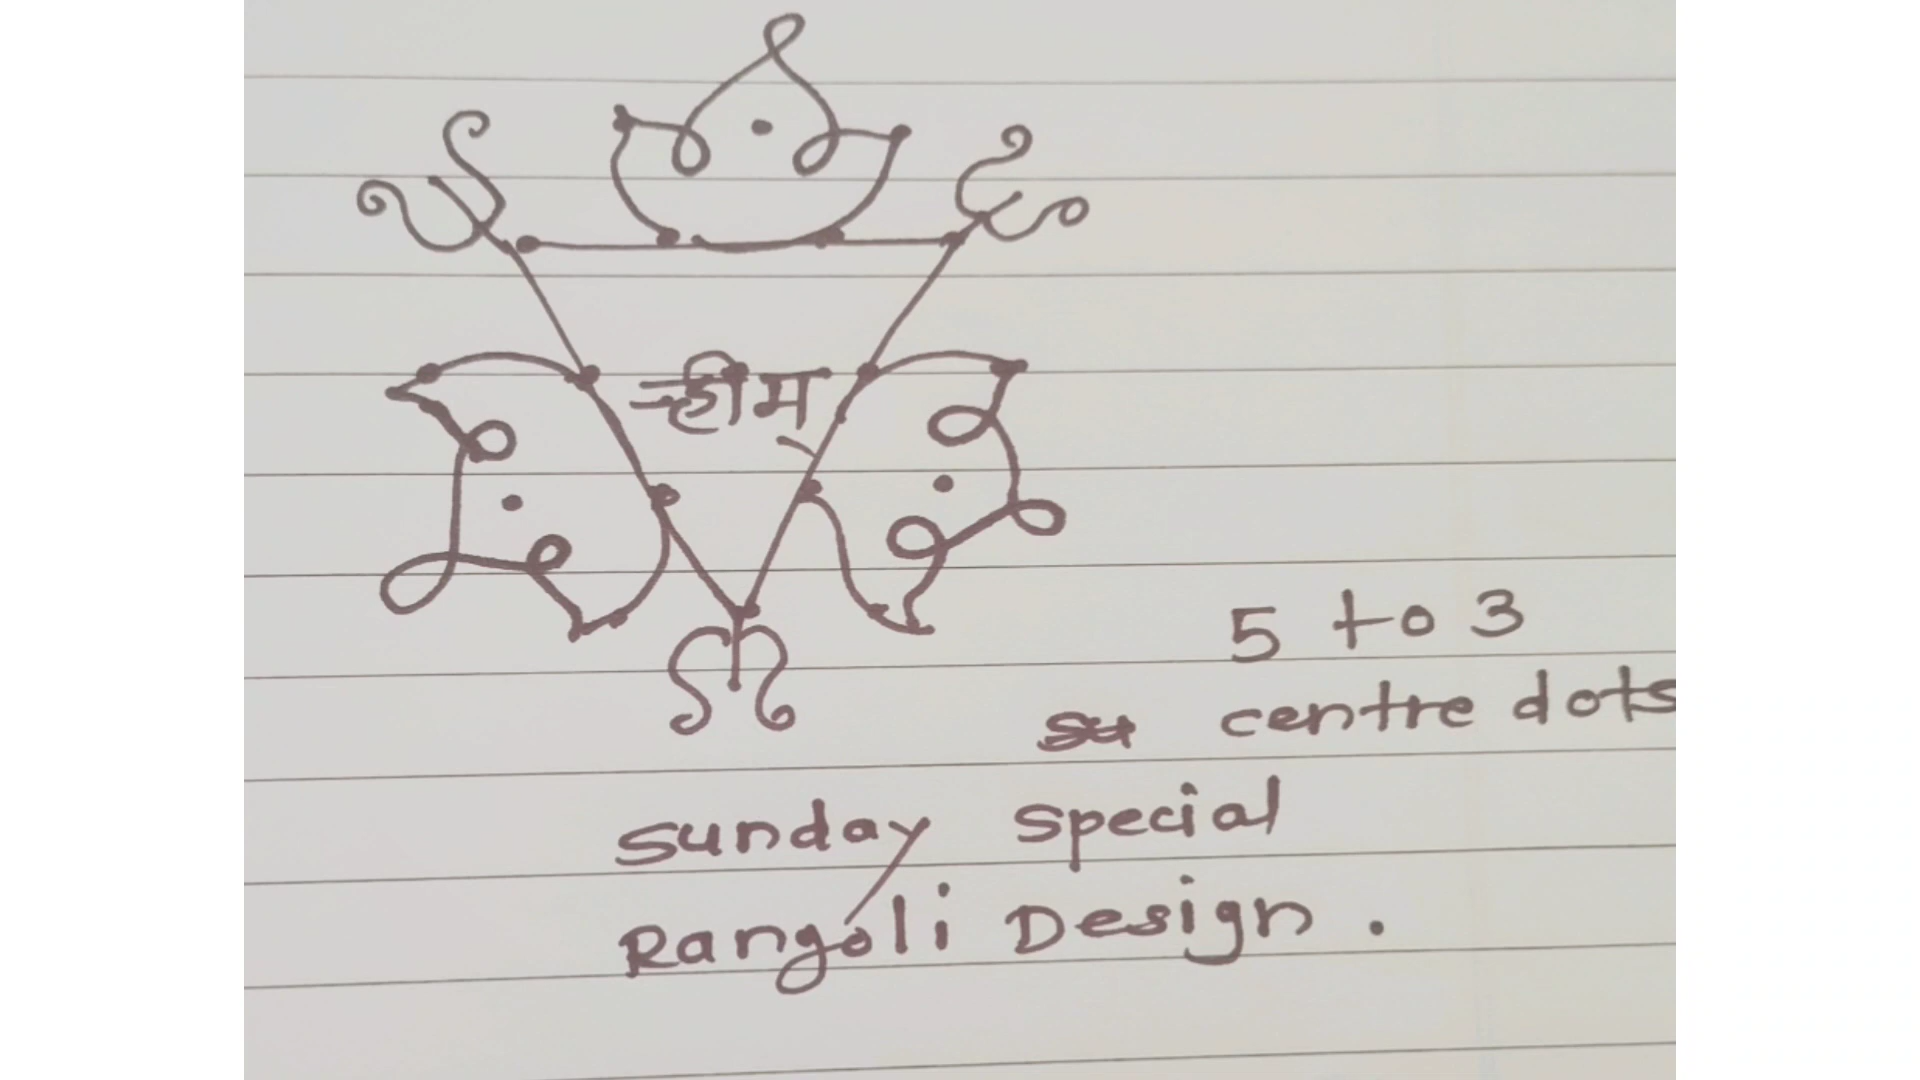 ऱ्हीम्
5 to 3
centre dots
Sunday Special
Rangoli Design.